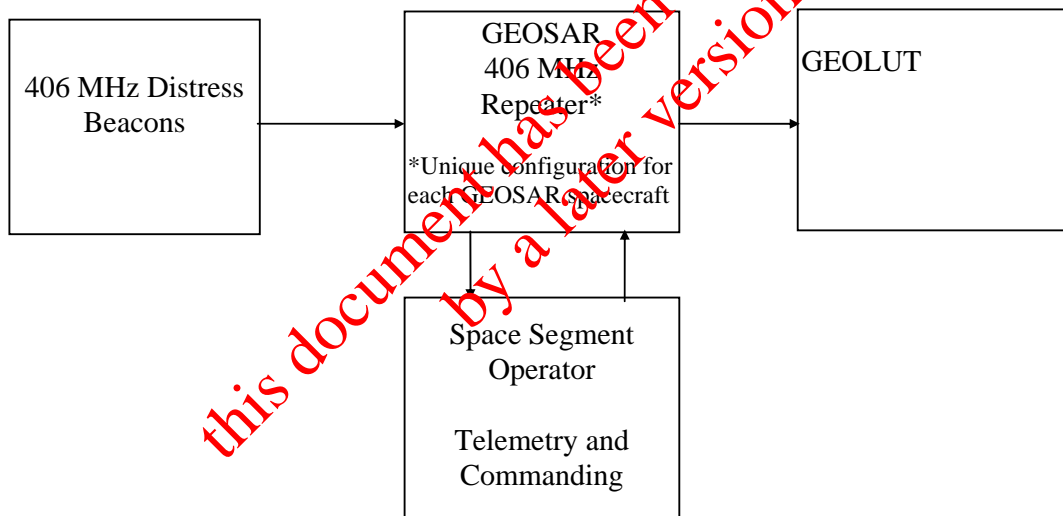 406 MHz Distress
Beacons
GEOSAR
406 MHz
Repeater*
*Unique configuration for
each GEOSAR spacecraft
GEOLUT
Space Segment
Operator
Telemetry and
Commanding
this document has been
by a later version